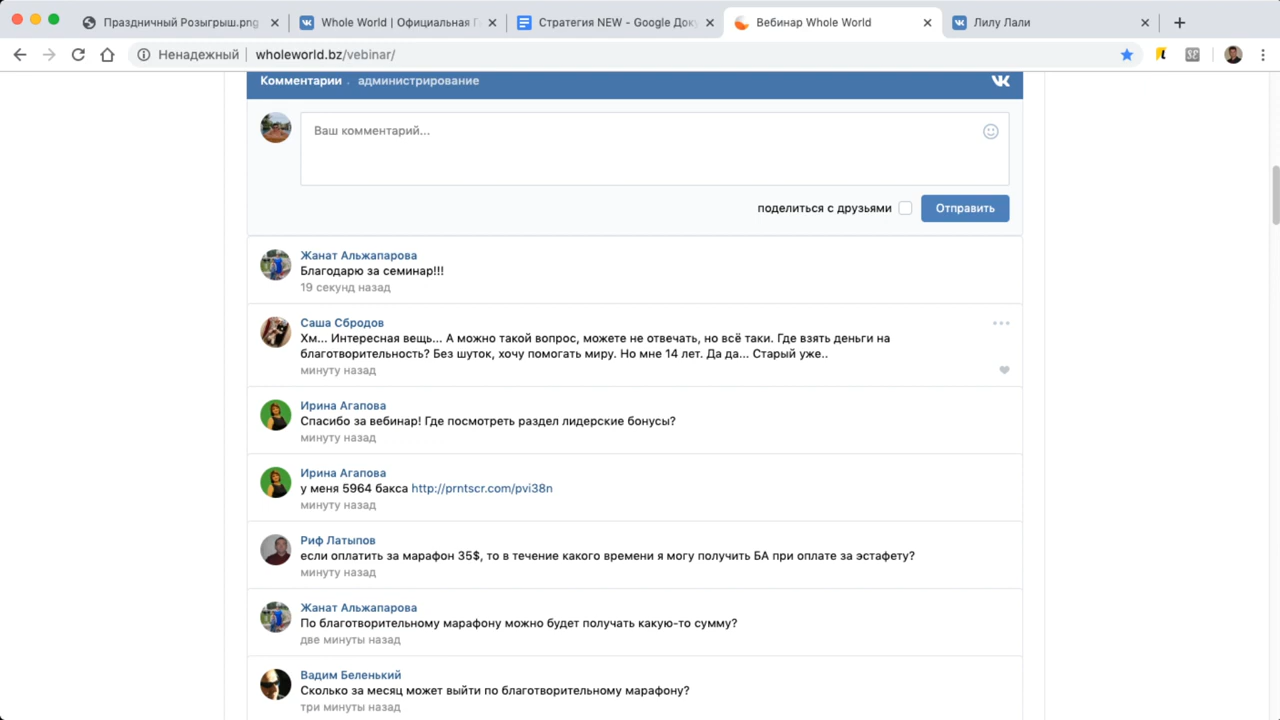 Праздничный Розыгрыш.png
Whole World | Официальная Г
Стратегия NEW - Google Доку
Вебинар Whole World
Лилу Лали
Ненадежный
wholeworld.bz/vebinar/
Комментарии . администрирование
Ваш комментарий...
поделиться с друзьями
Отправить
Жанат Альжапарова
Благодарю за семинар!!!
19 секунд назад
Саша Сбродов
Хм... Интересная вещь... А можно такой вопрос, можете не отвечать, но всё таки. Где взять деньги на
благотворительность? Без шуток, хочу помогать миру. Но мне 14 лет. Да да... Старый уже..
минуту назад
Ирина Агапова
Спасибо за вебинар! Где посмотреть раздел лидерские бонусы?
минуту назад
Ирина Агапова
у меня 5964 бакса http://prntscr.com/pvi38n
минуту назад
Риф Латыпов
если оплатить за марафон 35$, то в течение какого времени я могу получить БА при оплате за эстафету?
минуту назад
Жанат Альжапарова
По благотворительному марафону можно будет получать какую-то сумму?
две минуты назад
Вадим Беленький
Сколько за месяц может выйти по благотворительному марафону?
три минуты назад